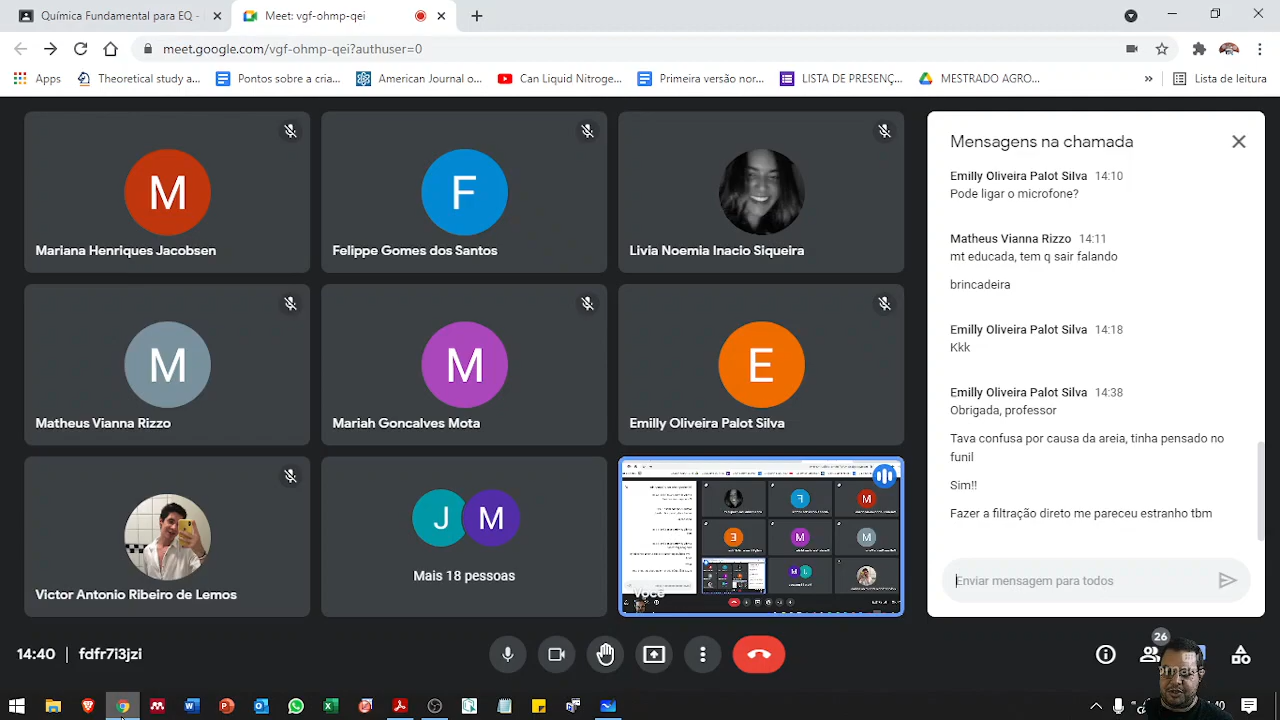 Química Fundamental para EQ -
Meet: vgf-ohmp-qei
meet.google.com/vgf-ohmp-qei?authuser=0
Apps
Theoretical study a...
Pontos sobre a cria...
American Journal o...
Can Liquid Nitroge...
Primeira versão nor...
LISTA DE PRESENÇ...
MESTRADO AGRO...
»
Lista de leitura
M
Mariana Henriques Jacobsen
F
Felippe Gomes dos Santos
Livia Noemia Inacio Siqueira
M
Matheus Vianna Rizzo
M
Mariah Goncalves Mota
E
Emilly Oliveira Palot Silva
Victor Antonio Ribeiro de Lemos
J M
Mais 18 pessoas
Você
Mensagens na chamada
Emilly Oliveira Palot Silva 14:10
Pode ligar o microfone?
Matheus Vianna Rizzo 14:11
mt educada, tem q sair falando
brincadeira
Emilly Oliveira Palot Silva 14:18
Kkk
Emilly Oliveira Palot Silva 14:38
Obrigada, professor
Tava confusa por causa da areia, tinha pensado no
funil
Sim!!
Fazer a filtração direto me pareceu estranho tbm
Enviar mensagem para todos
14:40 | fdfr7i3jzi
26